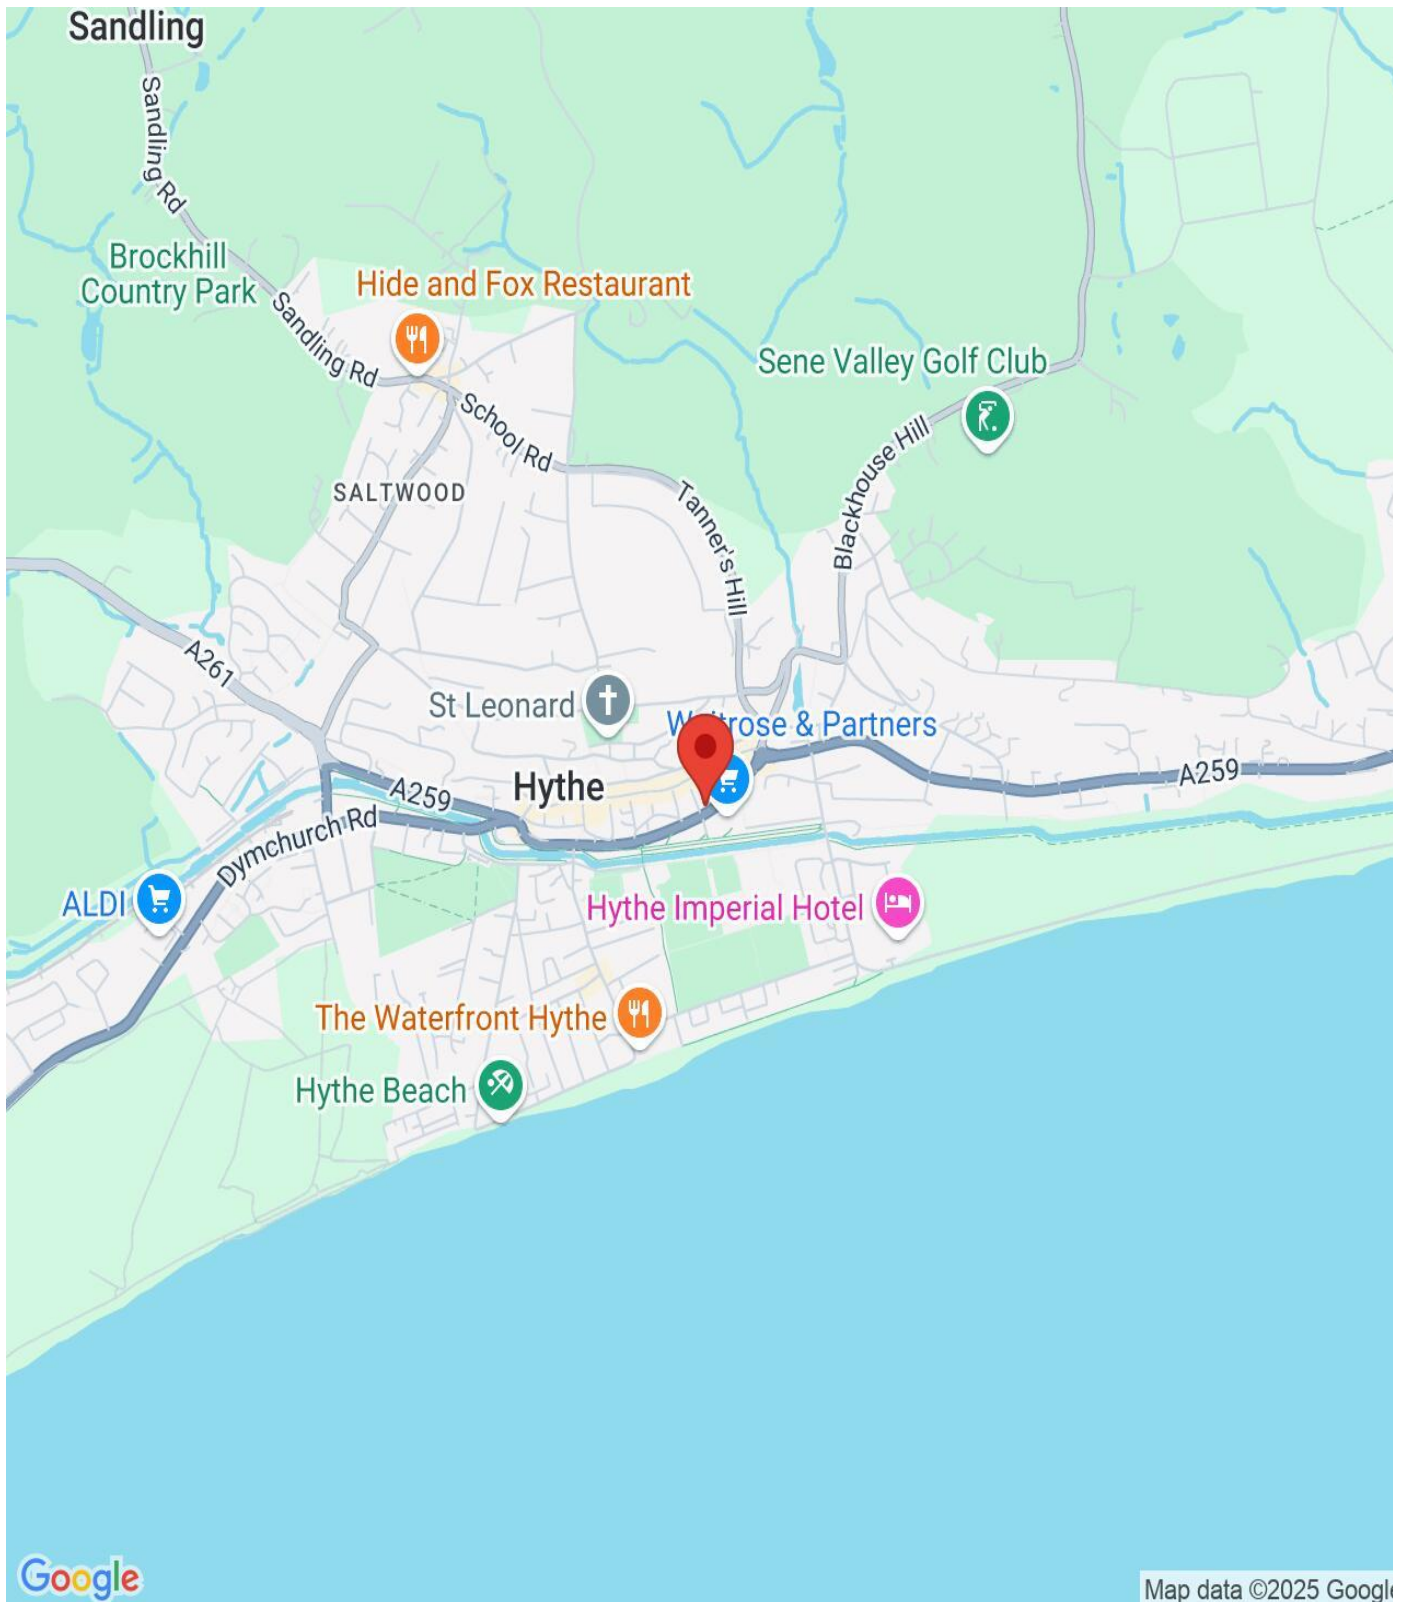 Sandling
Sandling Rd
Brockhill
Country Park
Hide and Fox Restaurant
Sandling Rd
Sene Valley Golf Club
School Rd
Blackhouse Hill
SALTWOOD
Tanner's Hill
A261
St Leonard
Waitrose & Partners
A259
Hythe
A259
Dymchurch Rd
ALDI
Hythe Imperial Hotel
The Waterfront Hythe
Hythe Beach
Google
Map data ©2025 Google